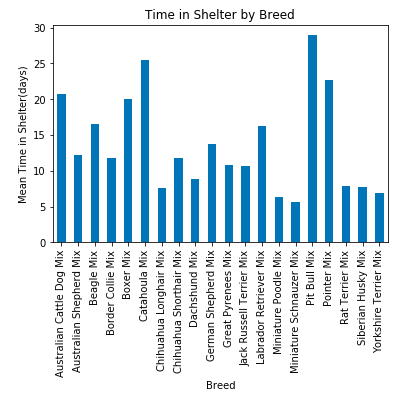 Time in Shelter by Breed
Mean Time in Shelter(days)
30
25
20
15
10
5
0
Australian Cattle Dog Mix
Australian Shepherd Mix
Beagle Mix
Border Collie Mix
Boxer Mix
Catahoula Mix
Chihuahua Longhair Mix
Chihuahua Shorthair Mix
Dachshund Mix
German Shepherd Mix
Great Pyrenees Mix
Jack Russell Terrier Mix
Labrador Retriever Mix
Miniature Poodle Mix
Miniature Schnauzer Mix
Pit Bull Mix
Pointer Mix
Rat Terrier Mix
Siberian Husky Mix
Yorkshire Terrier Mix
Breed